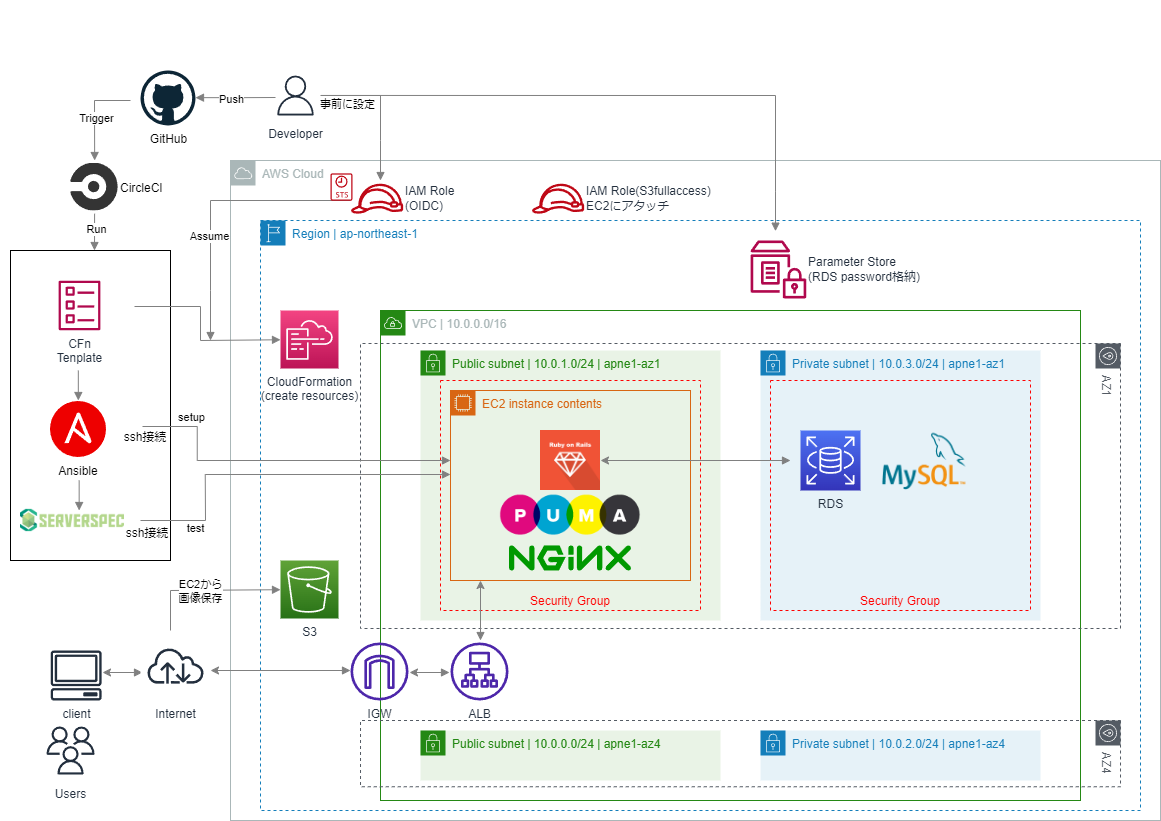 Push
事前に設定
Developer
Trigger
GitHub
CircleCI
Run
AWS Cloud
STS
IAM Role
(OIDC)
IAM Role(S3fullaccess)
EC2にアタッチ
Assume
Region | ap-northeast-1
Parameter Store
(RDS password格納)
CFn
Tenplate
CloudFormation
(create resources)
VPC | 10.0.0.0/16
Public subnet | 10.0.1.0/24 | apne1-az1
Private subnet | 10.0.3.0/24 | apne1-az1
AZ1
EC2 instance contents
Ruby on Rails
PUMA
NGINX
Security Group
RDS
MySQL
Security Group
setup
ssh接続
Ansible
SERVERSPEC
ssh接続
test
EC2から
画像保存
S3
client
Internet
IGW
ALB
Users
Public subnet | 10.0.0.0/24 | apne1-az4
Private subnet | 10.0.2.0/24 | apne1-az4
AZ4